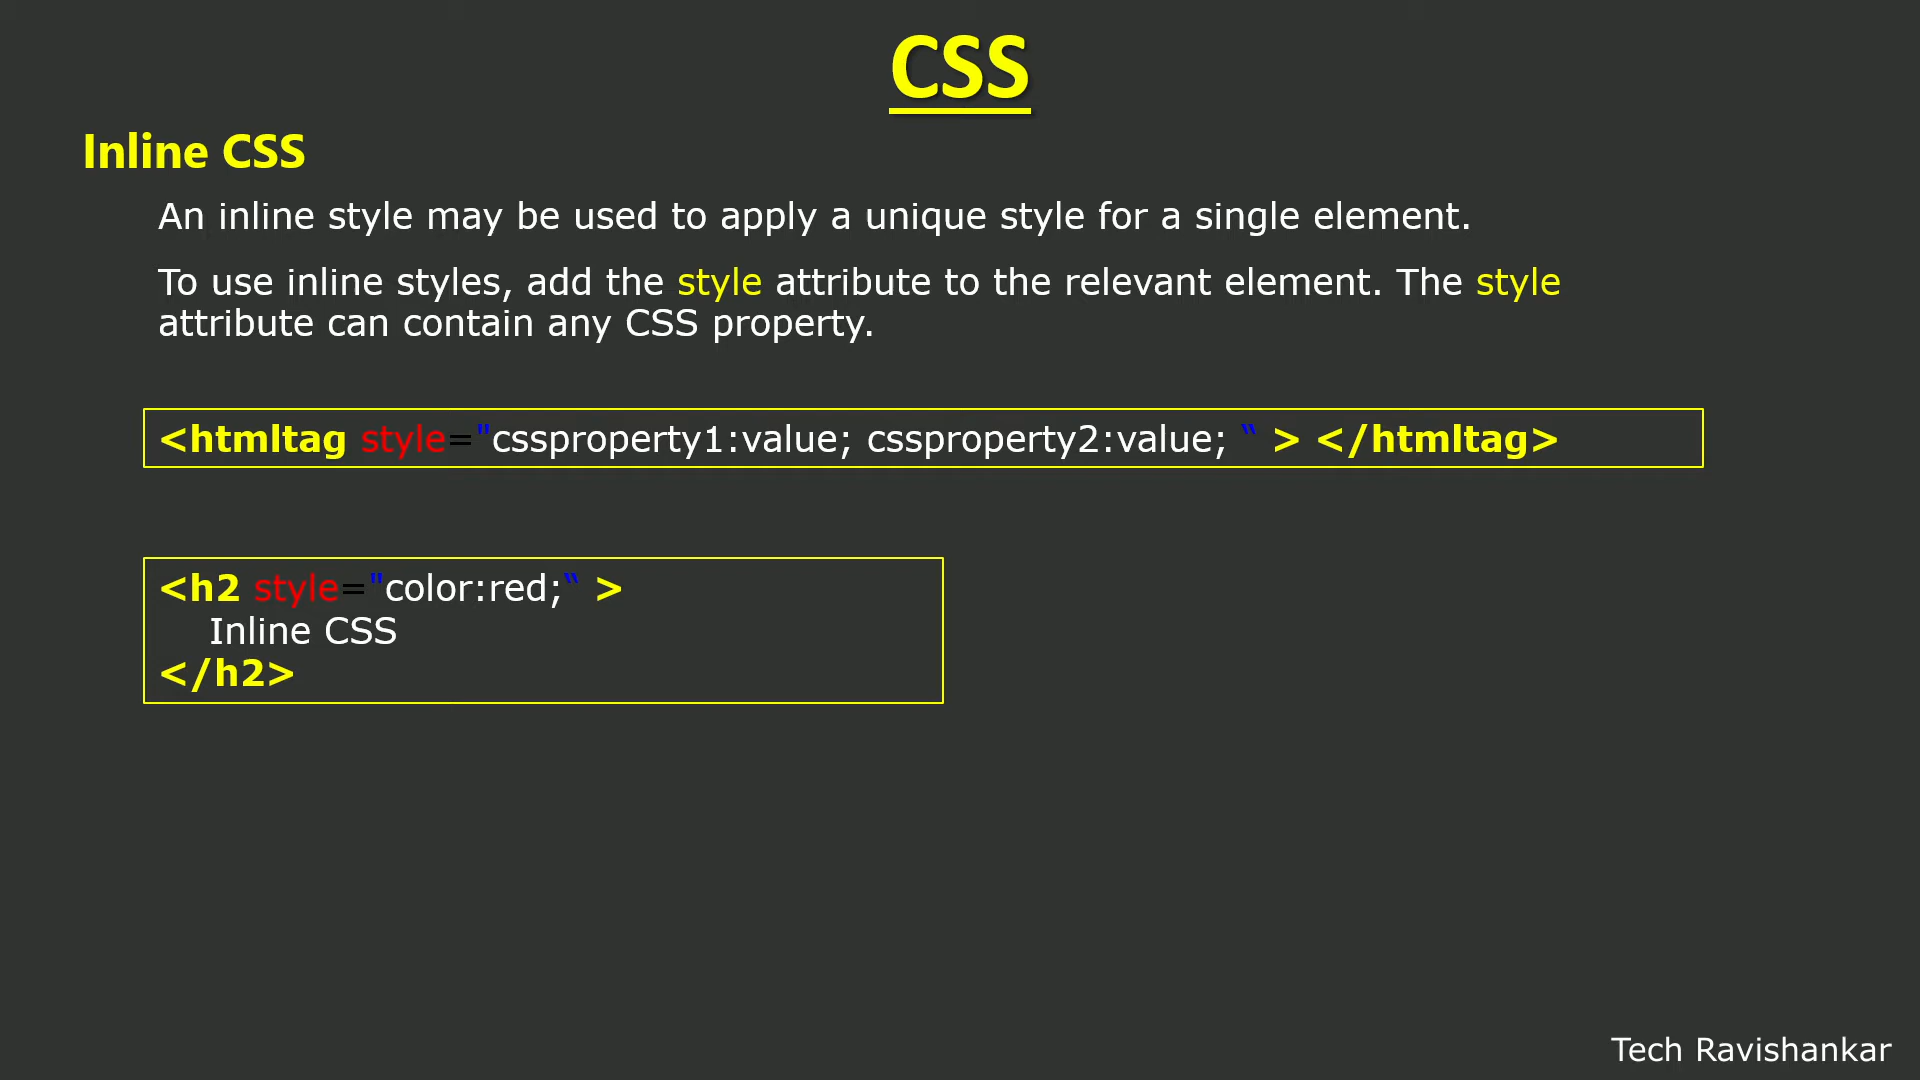 CSS
Inline CSS
An inline style may be used to apply a unique style for a single element.
To use inline styles, add the style attribute to the relevant element. The style
attribute can contain any CSS property.
<htmltag style="cssproperty1:value; cssproperty2:value; “ > </htmltag>
<h2 style="color:red;“ >
Inline CSS
</h2>
Tech Ravishankar